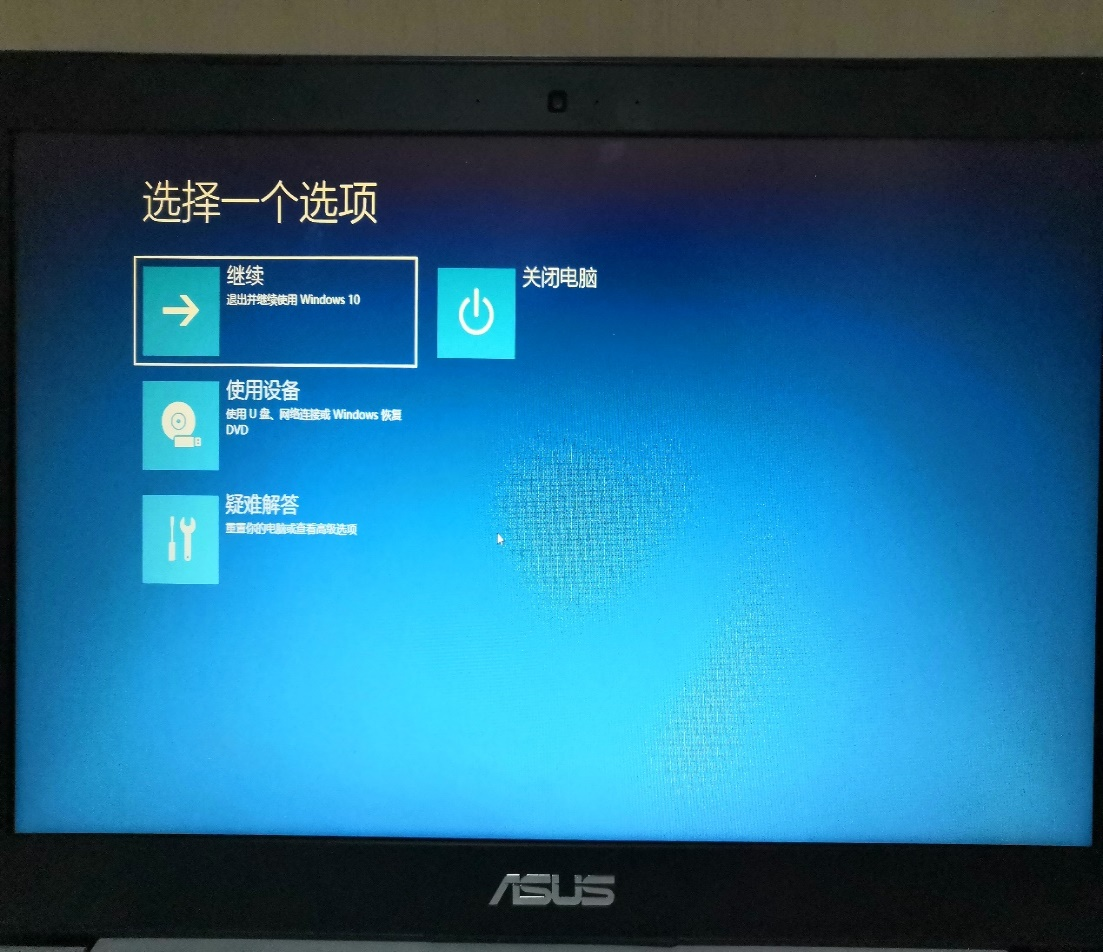 选择一个选项
继续
退出并继续使用 Windows 10
关闭电脑
使用设备
使用 U 盘、网络连接或 Windows 恢复
DVD
疑难解答
重置你的电脑或查看高级选项
ASUS